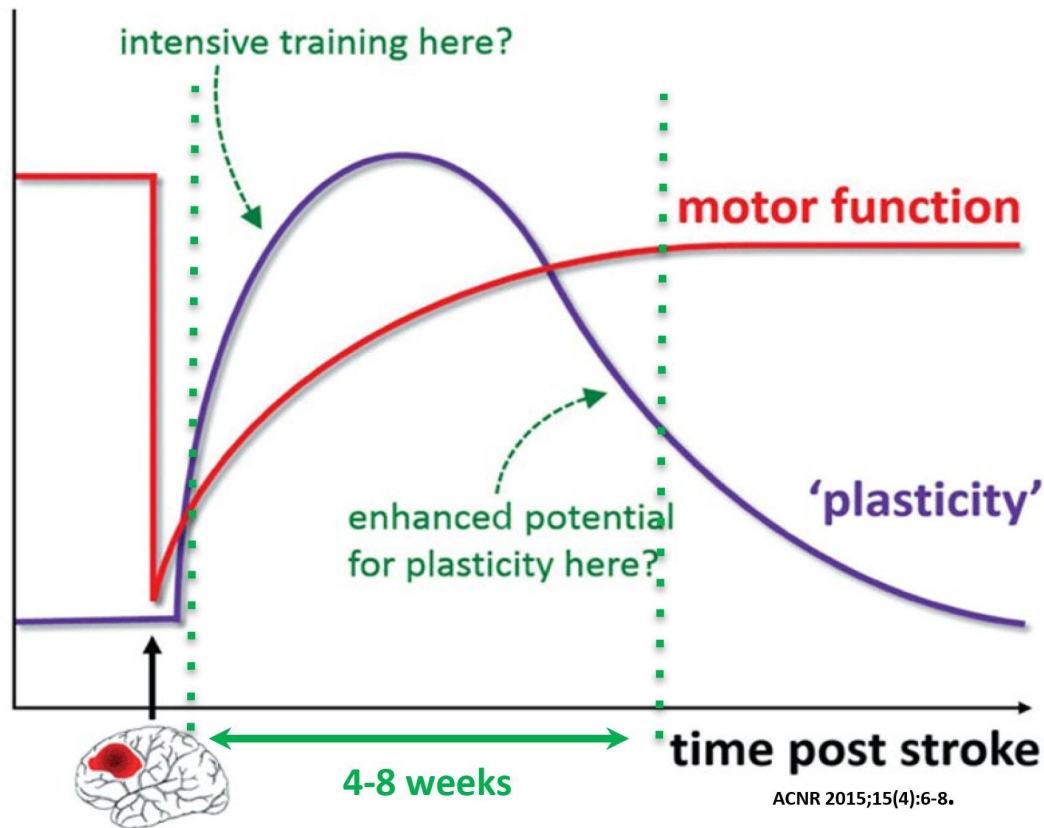 intensive training here?
motor function
'plasticity'
enhanced potential
for plasticity here?
time post stroke
4-8 weeks
ACNR 2015;15(4):6-8.